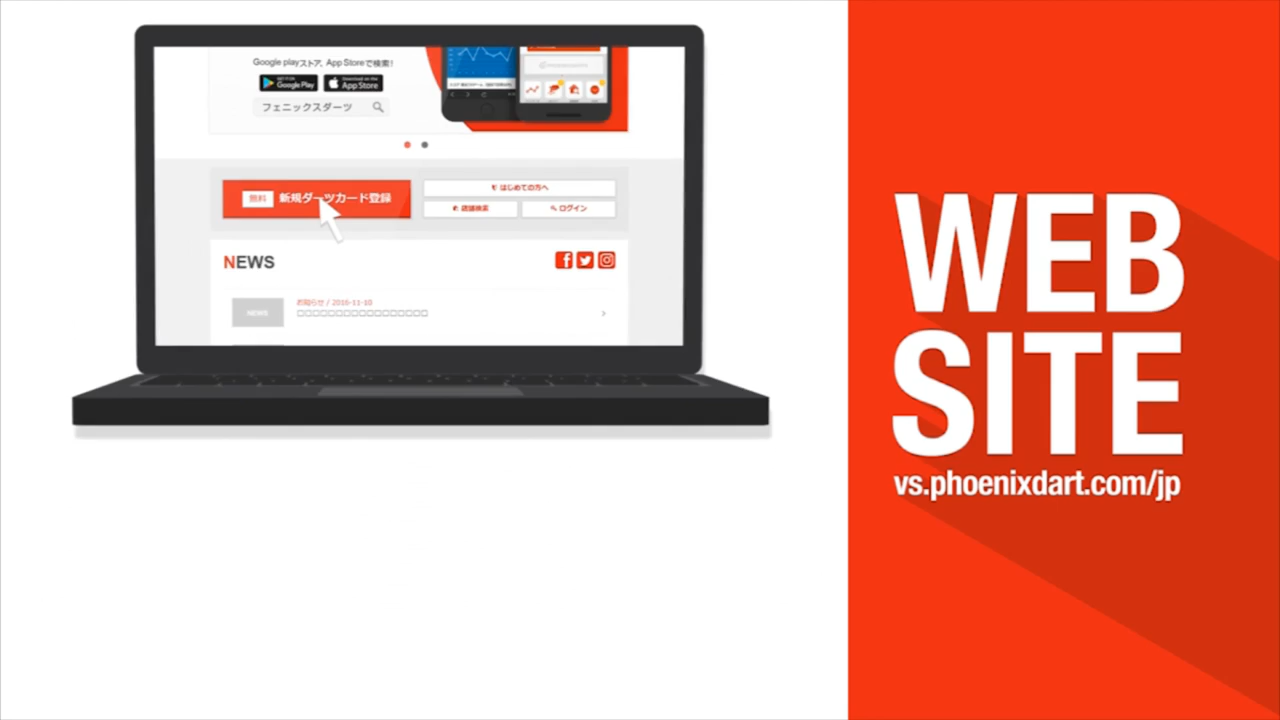 Google playストア, App Storeで検索!
GET IT ON
Google Play
Download on the
App Store
フェニックスダーツ
無料 新規ダーツカード登録
はじめての方へ
店舗検索
ログイン
NEWS
NEWS
お知らせ / 2016-11-10
□□□□□□□□□□□□□□□□□
WEB
SITE
vs.phoenixdart.com/jp